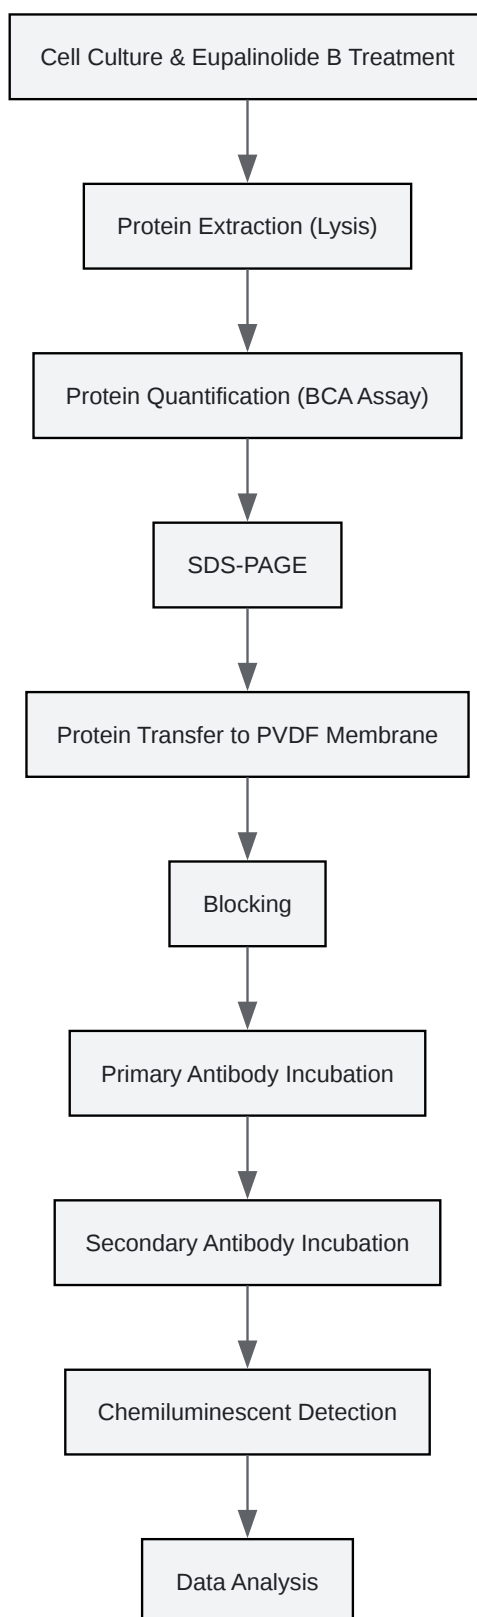 Cell Culture & Eupalinolide B Treatment
Protein Extraction (Lysis)
Protein Quantification (BCA Assay)
SDS-PAGE
Protein Transfer to PVDF Membrane
Blocking
Primary Antibody Incubation
Secondary Antibody Incubation
Chemiluminescent Detection
Data Analysis